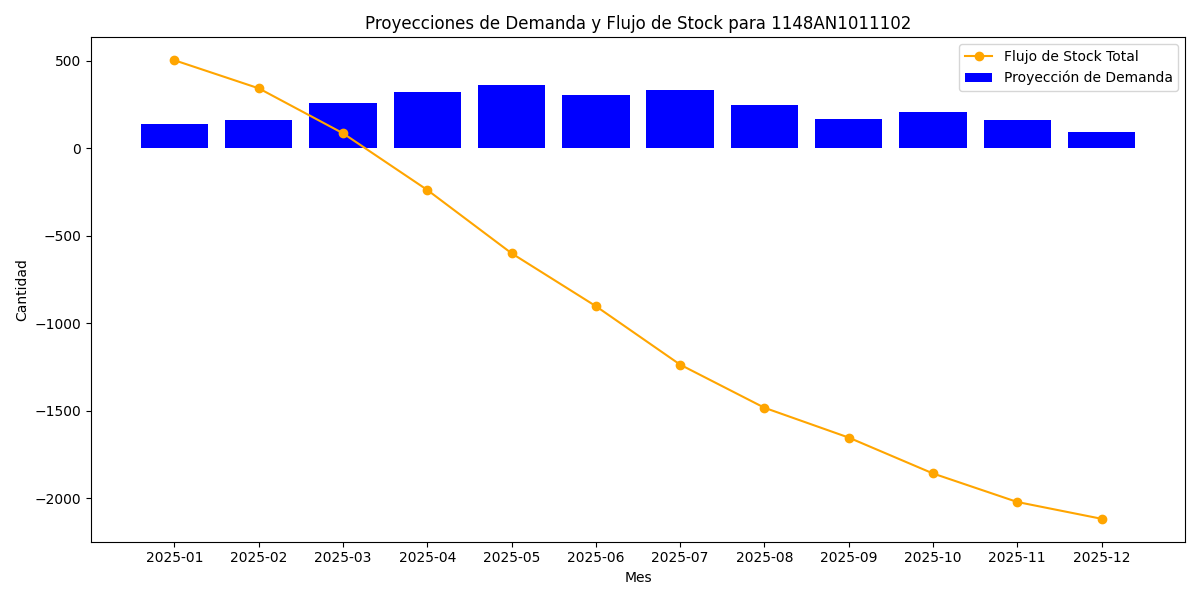 Proyecciones de Demanda y Flujo de Stock para 1148AN1011102
Flujo de Stock Total
Proyección de Demanda
500
0
−500
−1000
−1500
−2000
Cantidad
2025-01 2025-02 2025-03 2025-04 2025-05 2025-06 2025-07 2025-08 2025-09 2025-10 2025-11 2025-12
Mes